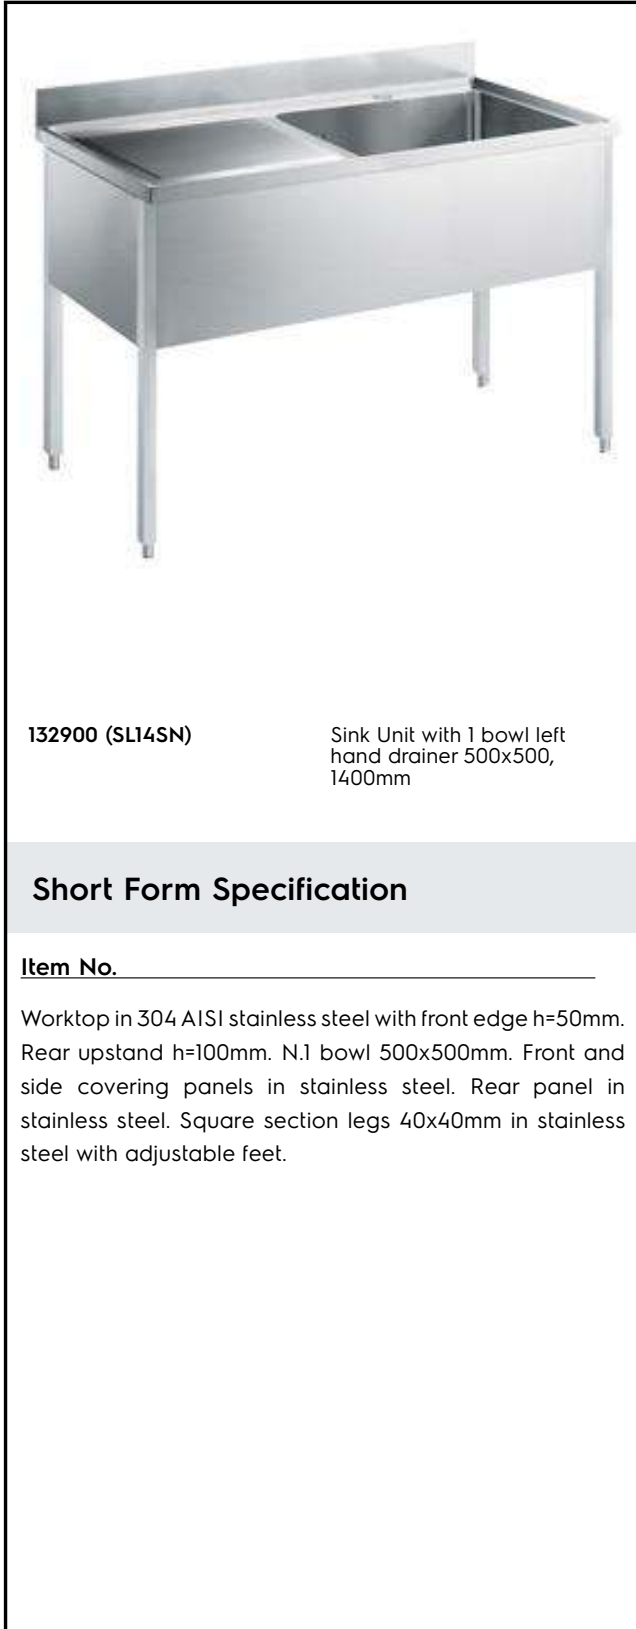 132900 (SL14SN)
Sink Unit with 1 bowl left
hand drainer 500x500,
1400mm
Short Form Specification
Item No.
Worktop in 304 AISI stainless steel with front edge h=50mm.
Rear upstand h=100mm. N.1 bowl 500x500mm. Front and
side covering panels in stainless steel. Rear panel in
stainless steel. Square section legs 40x40mm in stainless
steel with adjustable feet.